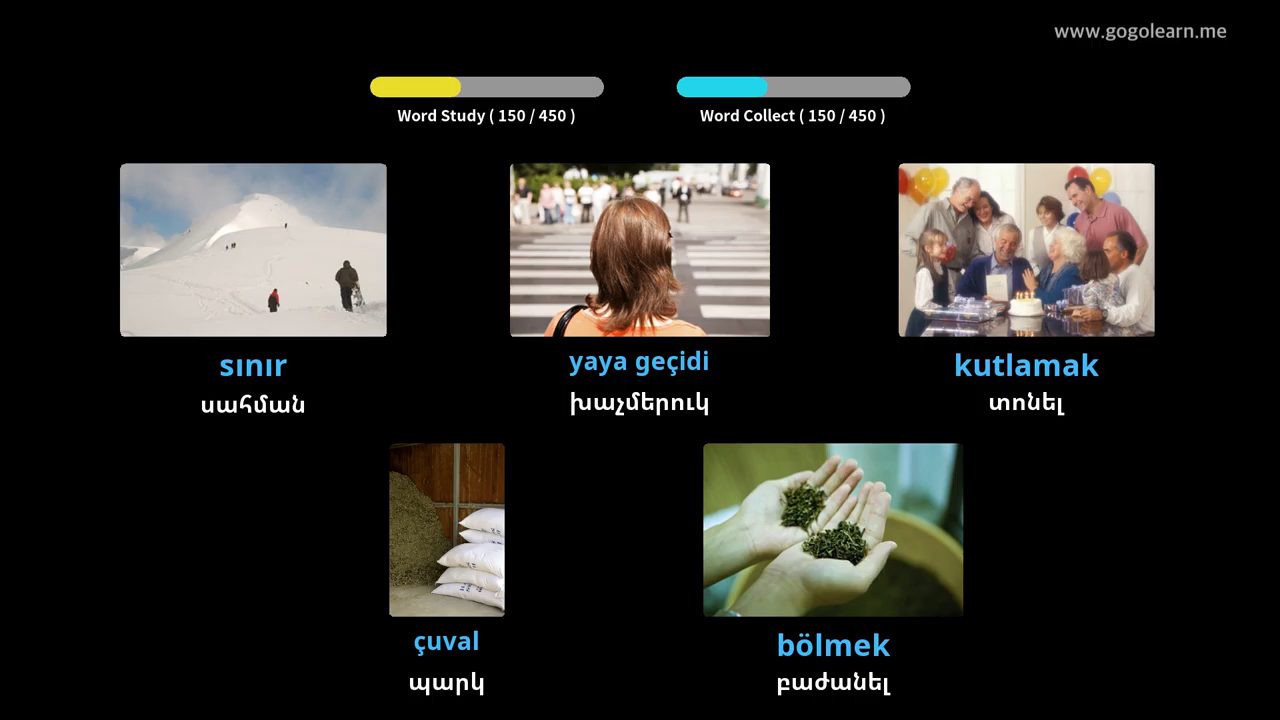 www.gogolearn.me
Word Study ( 150 / 450 )
Word Collect ( 150 / 450 )
sınır
սահման
yaya geçidi
խաչմերուկ
kutlamak
տոնել
çuval
պարկ
bölmek
բաժանել